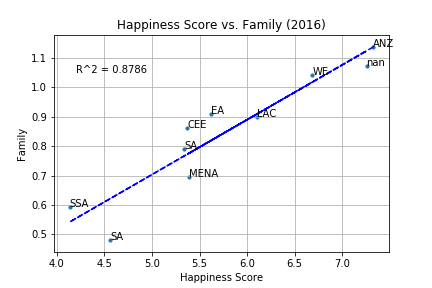 Happiness Score vs. Family (2016)
R^2 = 0.8786
ANZ
nan
WE
EA
LAC
CEE
SA
MENA
SSA
SA
Family
1.1
1.0
0.9
0.8
0.7
0.6
0.5
4.0 4.5 5.0 5.5 6.0 6.5 7.0
Happiness Score